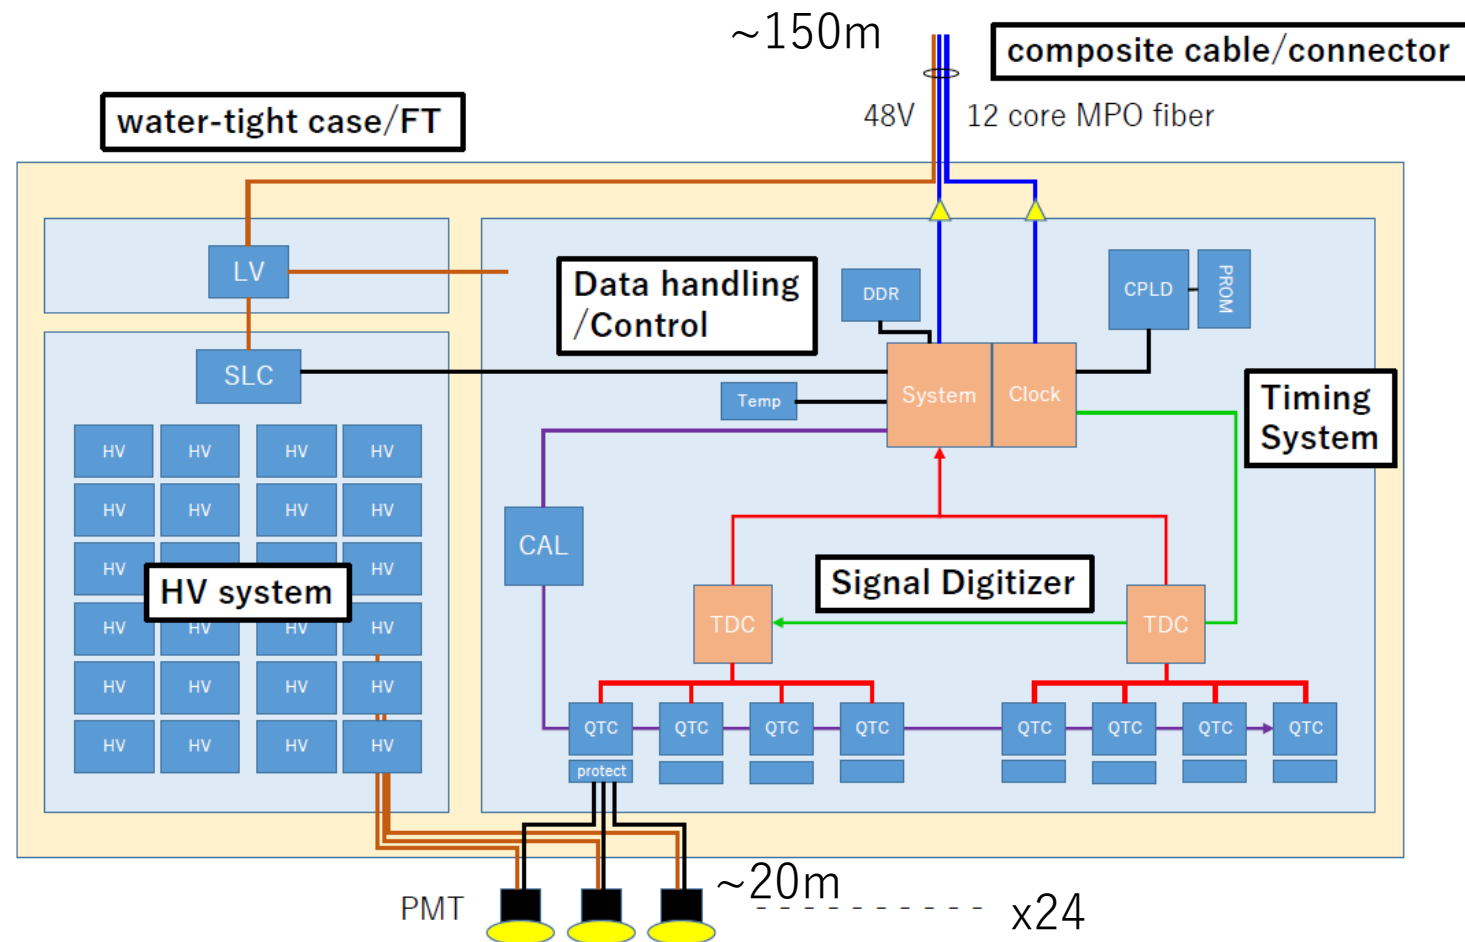 ~150m
composite cable/connector
water-tight case/FT
48V
12 core MPO fiber
LV
Data handling
/Control
DDR
CPLD
PROM
SLC
System
Clock
Temp
Timing
System
HV
HV
HV
HV
HV
HV
HV
HV
HV
HV
CAL
HV system
Signal Digitizer
HV
HV
HV
HV
TDC
TDC
HV
HV
HV
HV
HV
HV
HV
HV
QTC
QTC
QTC
QTC
QTC
QTC
QTC
QTC
protect
PMT
~20m
x24